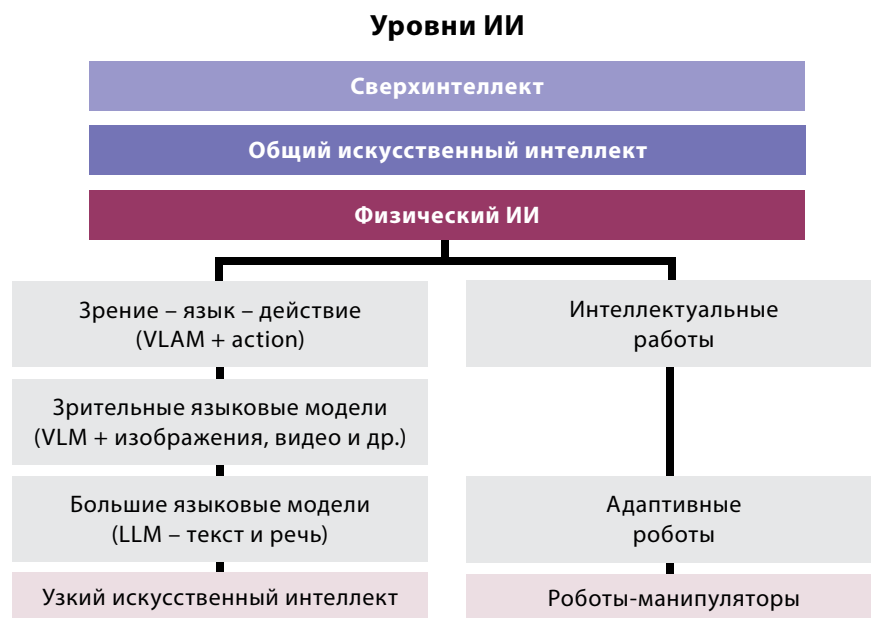 Уровни ИИ
Сверхинтеллект
Общий искусственный интеллект
Физический ИИ
Зрение – язык – действие
(VLAM + action)
Зрительные языковые модели
(VLM + изображения, видео и др.)
Большие языковые модели
(LLM – текст и речь)
Узкий искусственный интеллект
Интеллектуальные
работы
Адаптивные
роботы
Роботы-манипуляторы